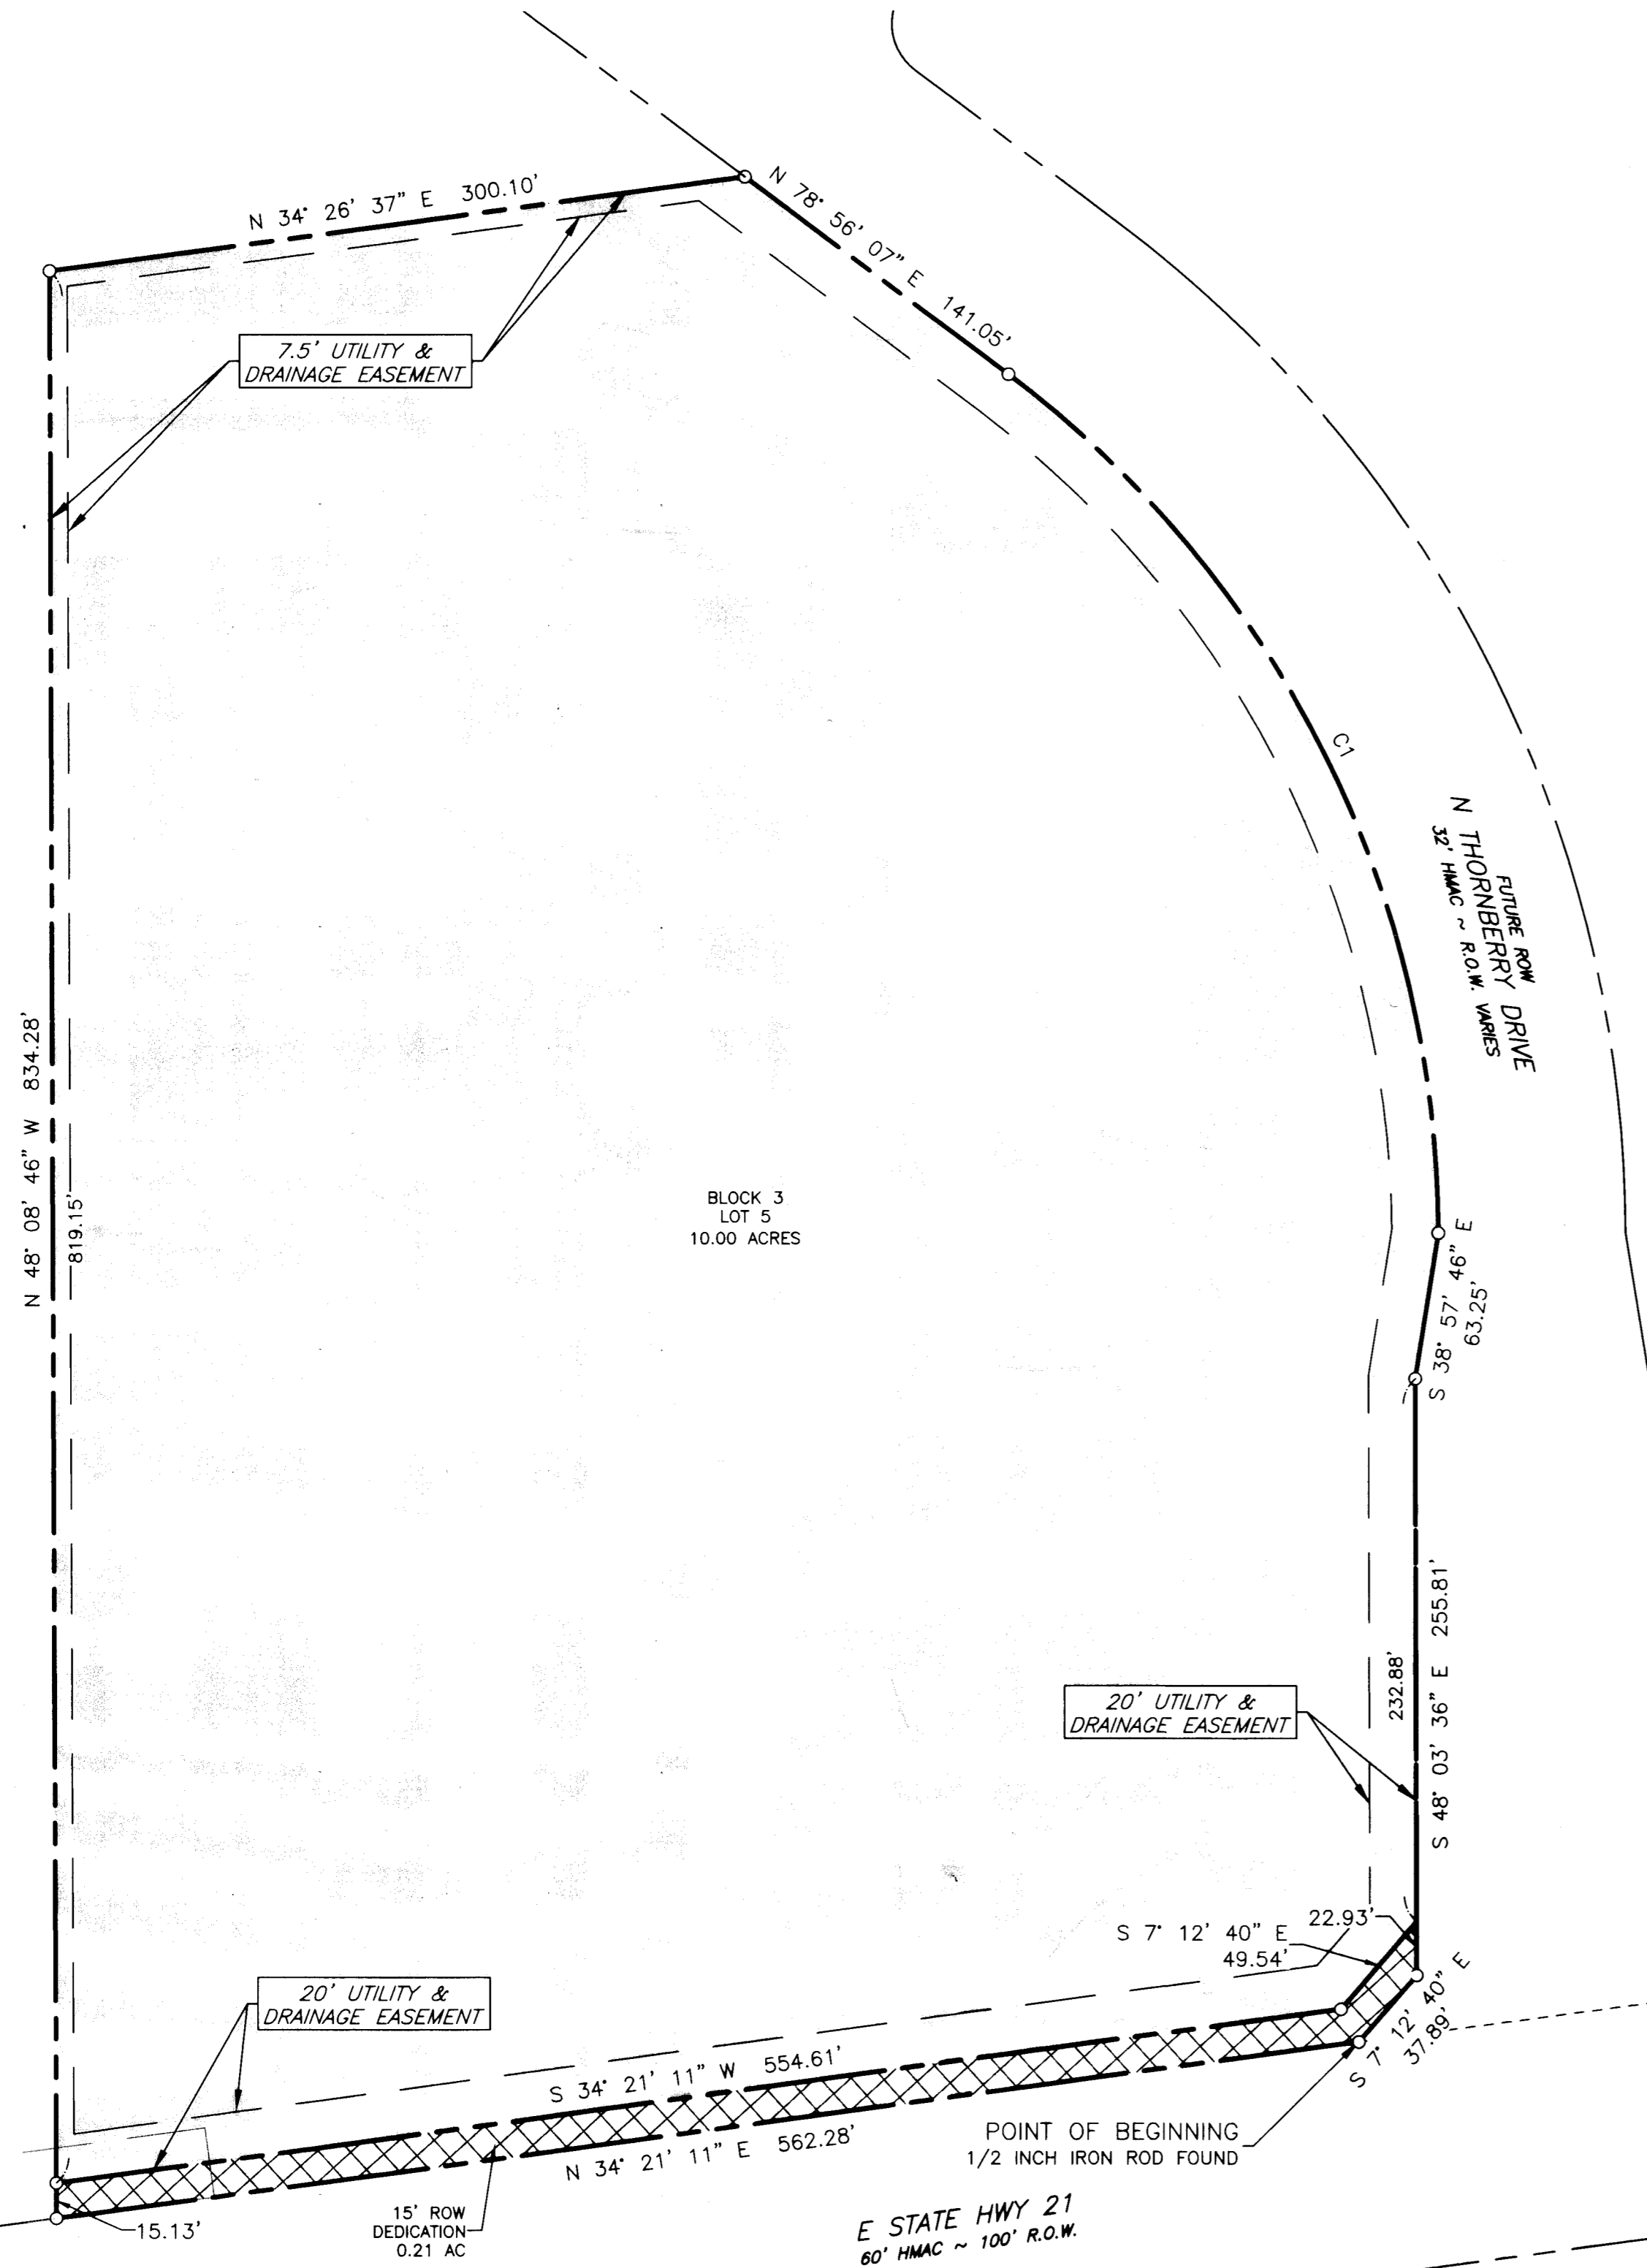 N 34° 26' 37" E 300.10'
N 78° 56' 07" E 141.05'
7.5' UTILITY &
DRAINAGE EASEMENT
C1
FUTURE ROW
N THORNBERRY DRIVE
32' HMAC ~ R.O.W. VARIES
N 48° 08' 46" W 834.28'
819.15'
BLOCK 3
LOT 5
10.00 ACRES
S 38° 57' 46" E
63.25'
S 48° 03' 36" E 255.81'
232.88'
20' UTILITY &
DRAINAGE EASEMENT
S 7° 12' 40" E
49.54'
22.93'
S 7° 12' 40" E
37.89'
20' UTILITY &
DRAINAGE EASEMENT
S 34° 21' 11" W 554.61'
N 34° 21' 11" E 562.28'
POINT OF BEGINNING
1/2 INCH IRON ROD FOUND
15.13'
15' ROW
DEDICATION
0.21 AC
E STATE HWY 21
60' HMAC ~ 100' R.O.W.